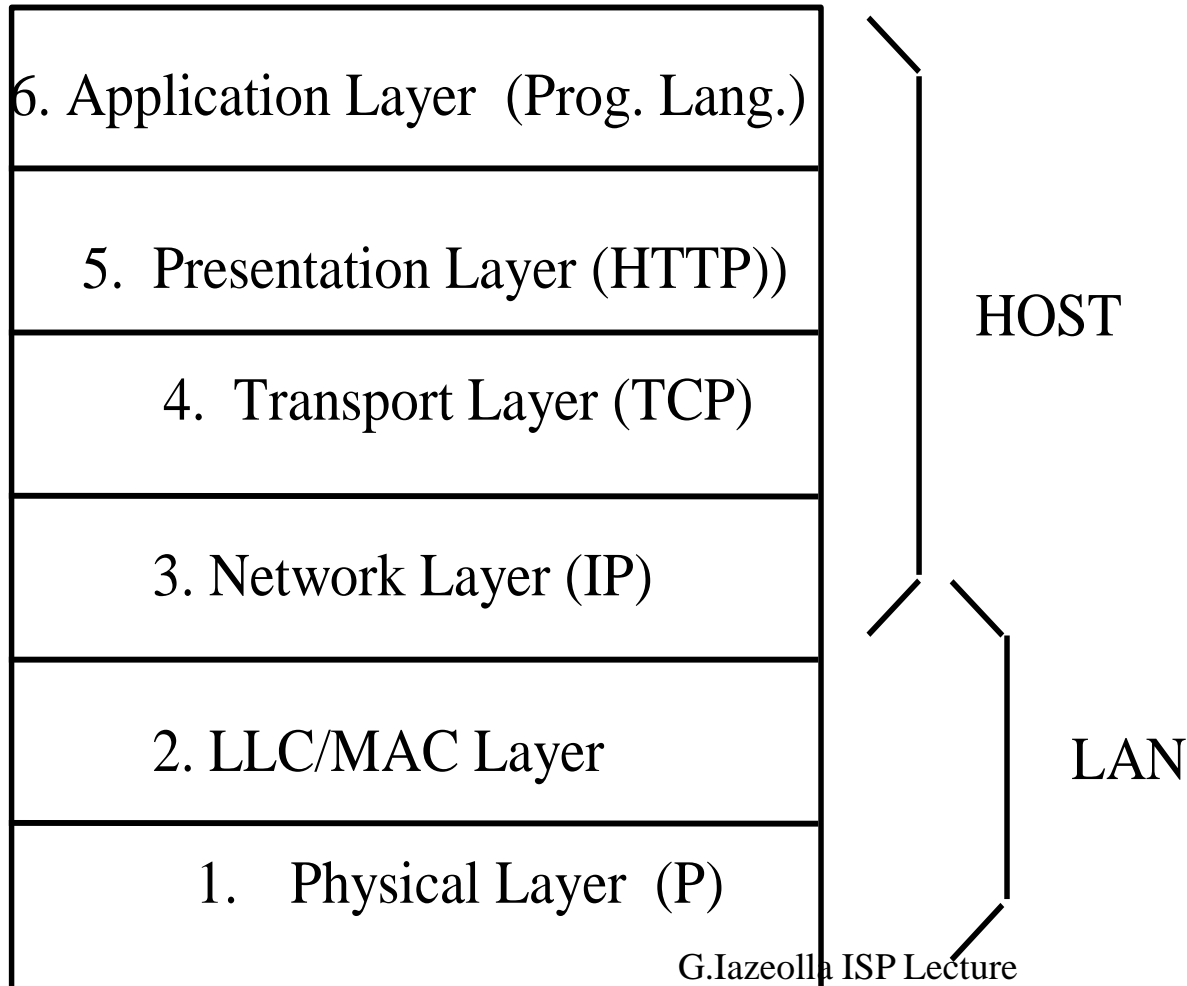 6. Application Layer (Prog. Lang.)
5. Presentation Layer (HTTP))
HOST
4. Transport Layer (TCP)
3. Network Layer (IP)
2. LLC/MAC Layer
LAN
1. Physical Layer (P)
G.Iazeolla ISP Lecture